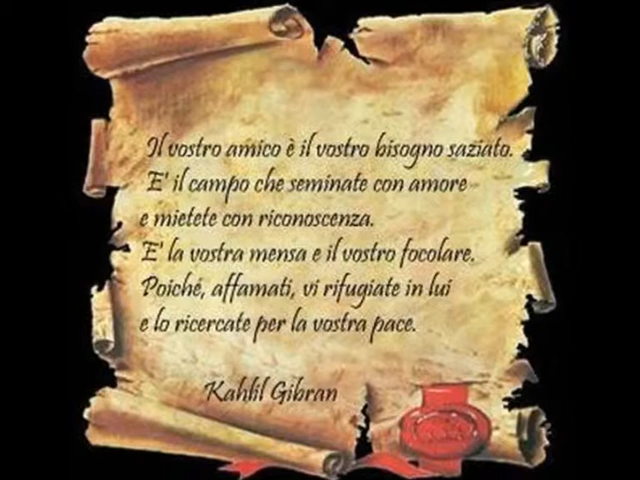 Il vostro amico è il vostro bisogno saziato.
E' il campo che seminate con amore
e mietete con riconoscenza.
E' la vostra mensa e il vostro focolare.
Poiché, affamati, vi rifugiate in lui
e lo ricercate per la vostra pace.
Kahlil Gibran